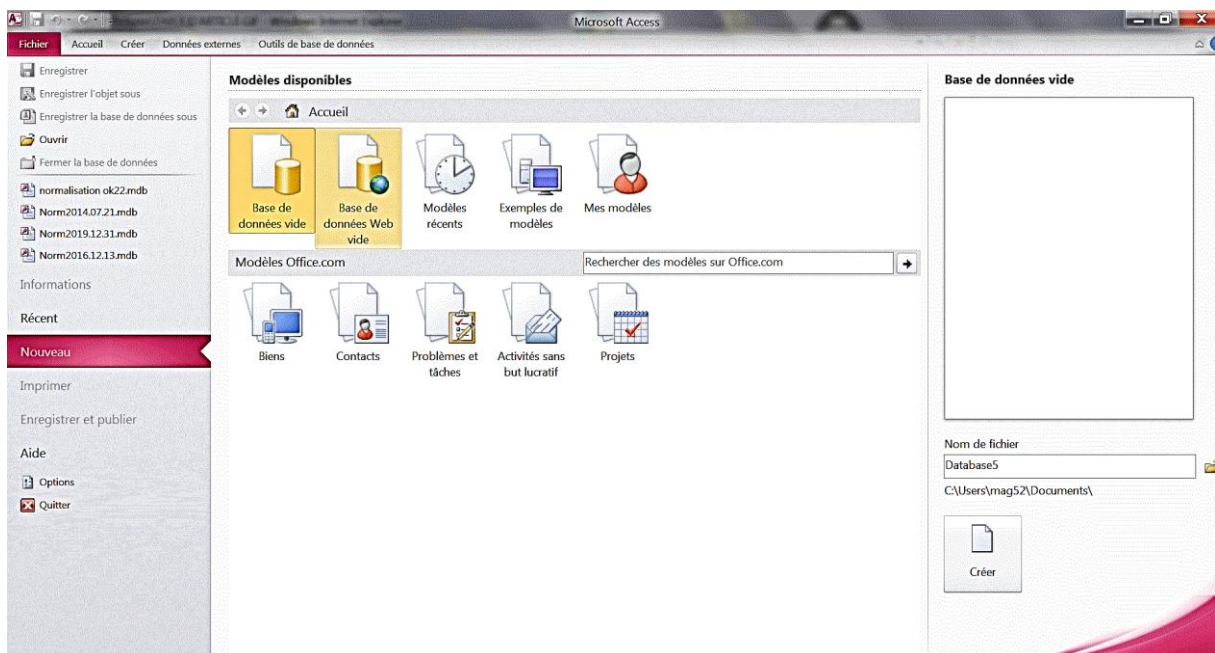 Microsoft Access
Fichier Accueil Créer Données externes Outils de base de données
Enregistrer
Enregistrer l'objet sous
Enregistrer la base de données sous
Ouvrir
Fermer la base de données
normalisation ok22.mdb
Norm2014.07.21.mdb
Norm2019.12.31.mdb
Norm2016.12.13.mdb
Informations
Récent
Nouveau
Imprimer
Enregistrer et publier
Aide
Options
Quitter
Modèles disponibles
Accueil
Base de données vide
Base de données Web vide
Modèles récents
Exemples de modèles
Mes modèles
Modèles Office.com
Rechercher des modèles sur Office.com
Biens
Contacts
Problèmes et tâches
Activités sans but lucratif
Projets
Base de données vide
Nom de fichier
Database5
C:\Users\mag52\Documents\
Créer